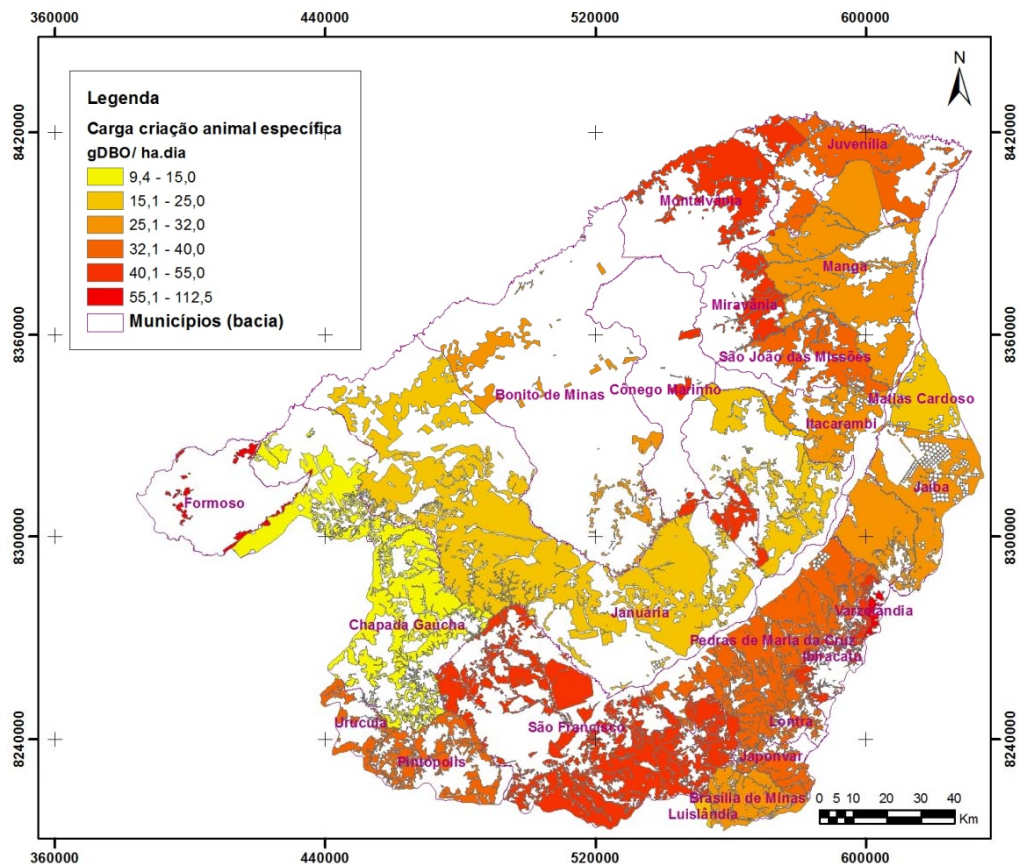 360000 440000 520000 600000
N
Legenda
Carga criação animal específica
gDBO/ ha.dia
9,4 - 15,0
15,1 - 25,0
25,1 - 32,0
32,1 - 40,0
40,1 - 55,0
55,1 - 112,5
Municípios (bacia)
8420000 8420000
Juvenília
Montalvânia
Manga
Miravânia
8360000 8360000
São João das Missões
Bonito de Minas
Cônego Marinho
Matias Cardoso
Itacarambi
Jaíba
Formoso
8300000 8300000
Januária
Varzelândia
Chapada Gaúcha
Pedras de Maria da Cruz
Ibiracatu
Urucuia
São Francisco
Lontra
8240000 8240000
Pintópolis
Japonvar
Brasília de Minas
Luislândia
0 5 10 20 30 40
Km
360000 440000 520000 600000